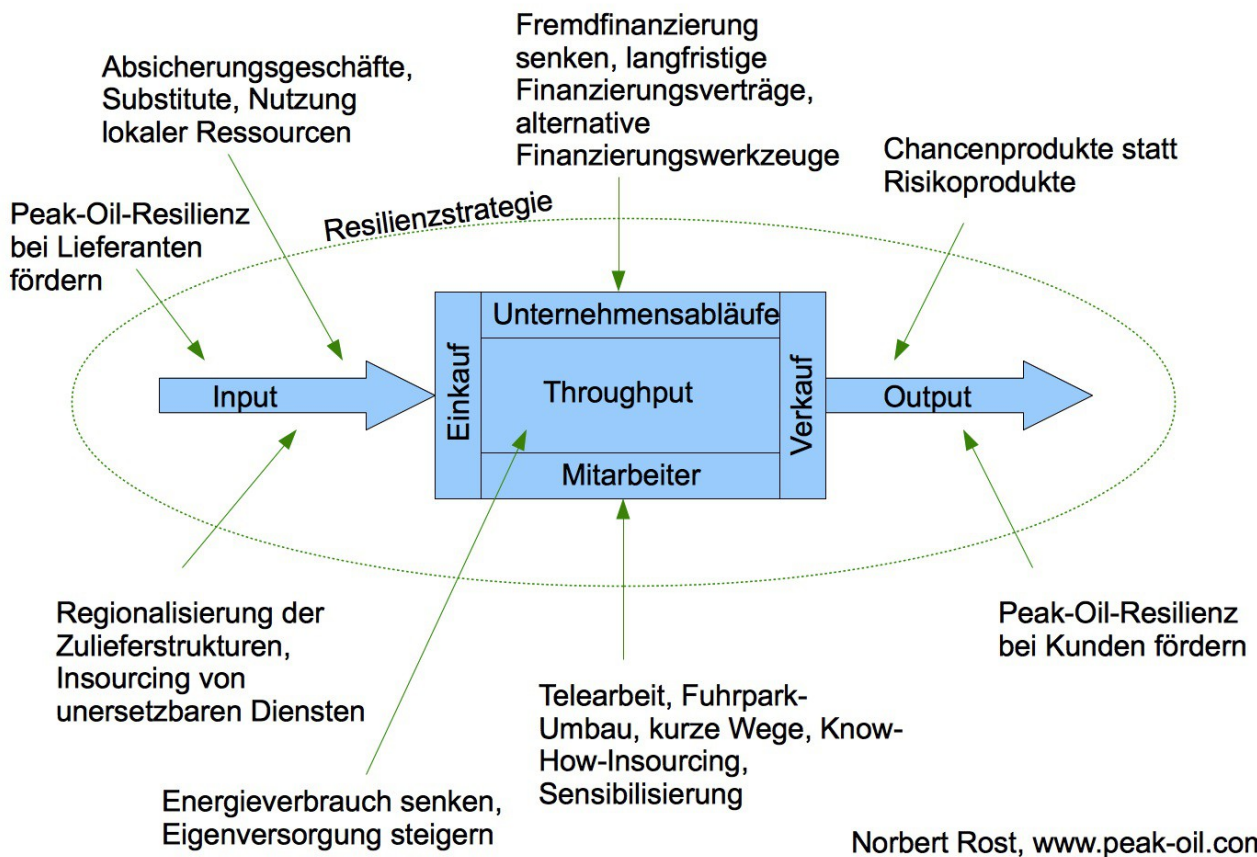 Fremdfinanzierung
senken, langfristige
Finanzierungsverträge,
alternative
Finanzierungswerkzeuge
Absicherungsgeschäfte,
Substitute, Nutzung
lokaler Ressourcen
Chancenprodukte statt
Risikoprodukte
Peak-Oil-Resilienz
bei Lieferanten
fördern
Resilienzstrategie
Input
Einkauf
Unternehmensabläufe
Throughput
Mitarbeiter
Verkauf
Output
Regionalisierung der
Zulieferstrukturen,
Insourcing von
unersetzbaren Diensten
Peak-Oil-Resilienz
bei Kunden fördern
Telearbeit, Fuhrpark-
Umbau, kurze Wege, Know-
How-Insourcing,
Sensibilisierung
Energieverbrauch senken,
Eigenversorgung steigern
Norbert Rost, www.peak-oil.com